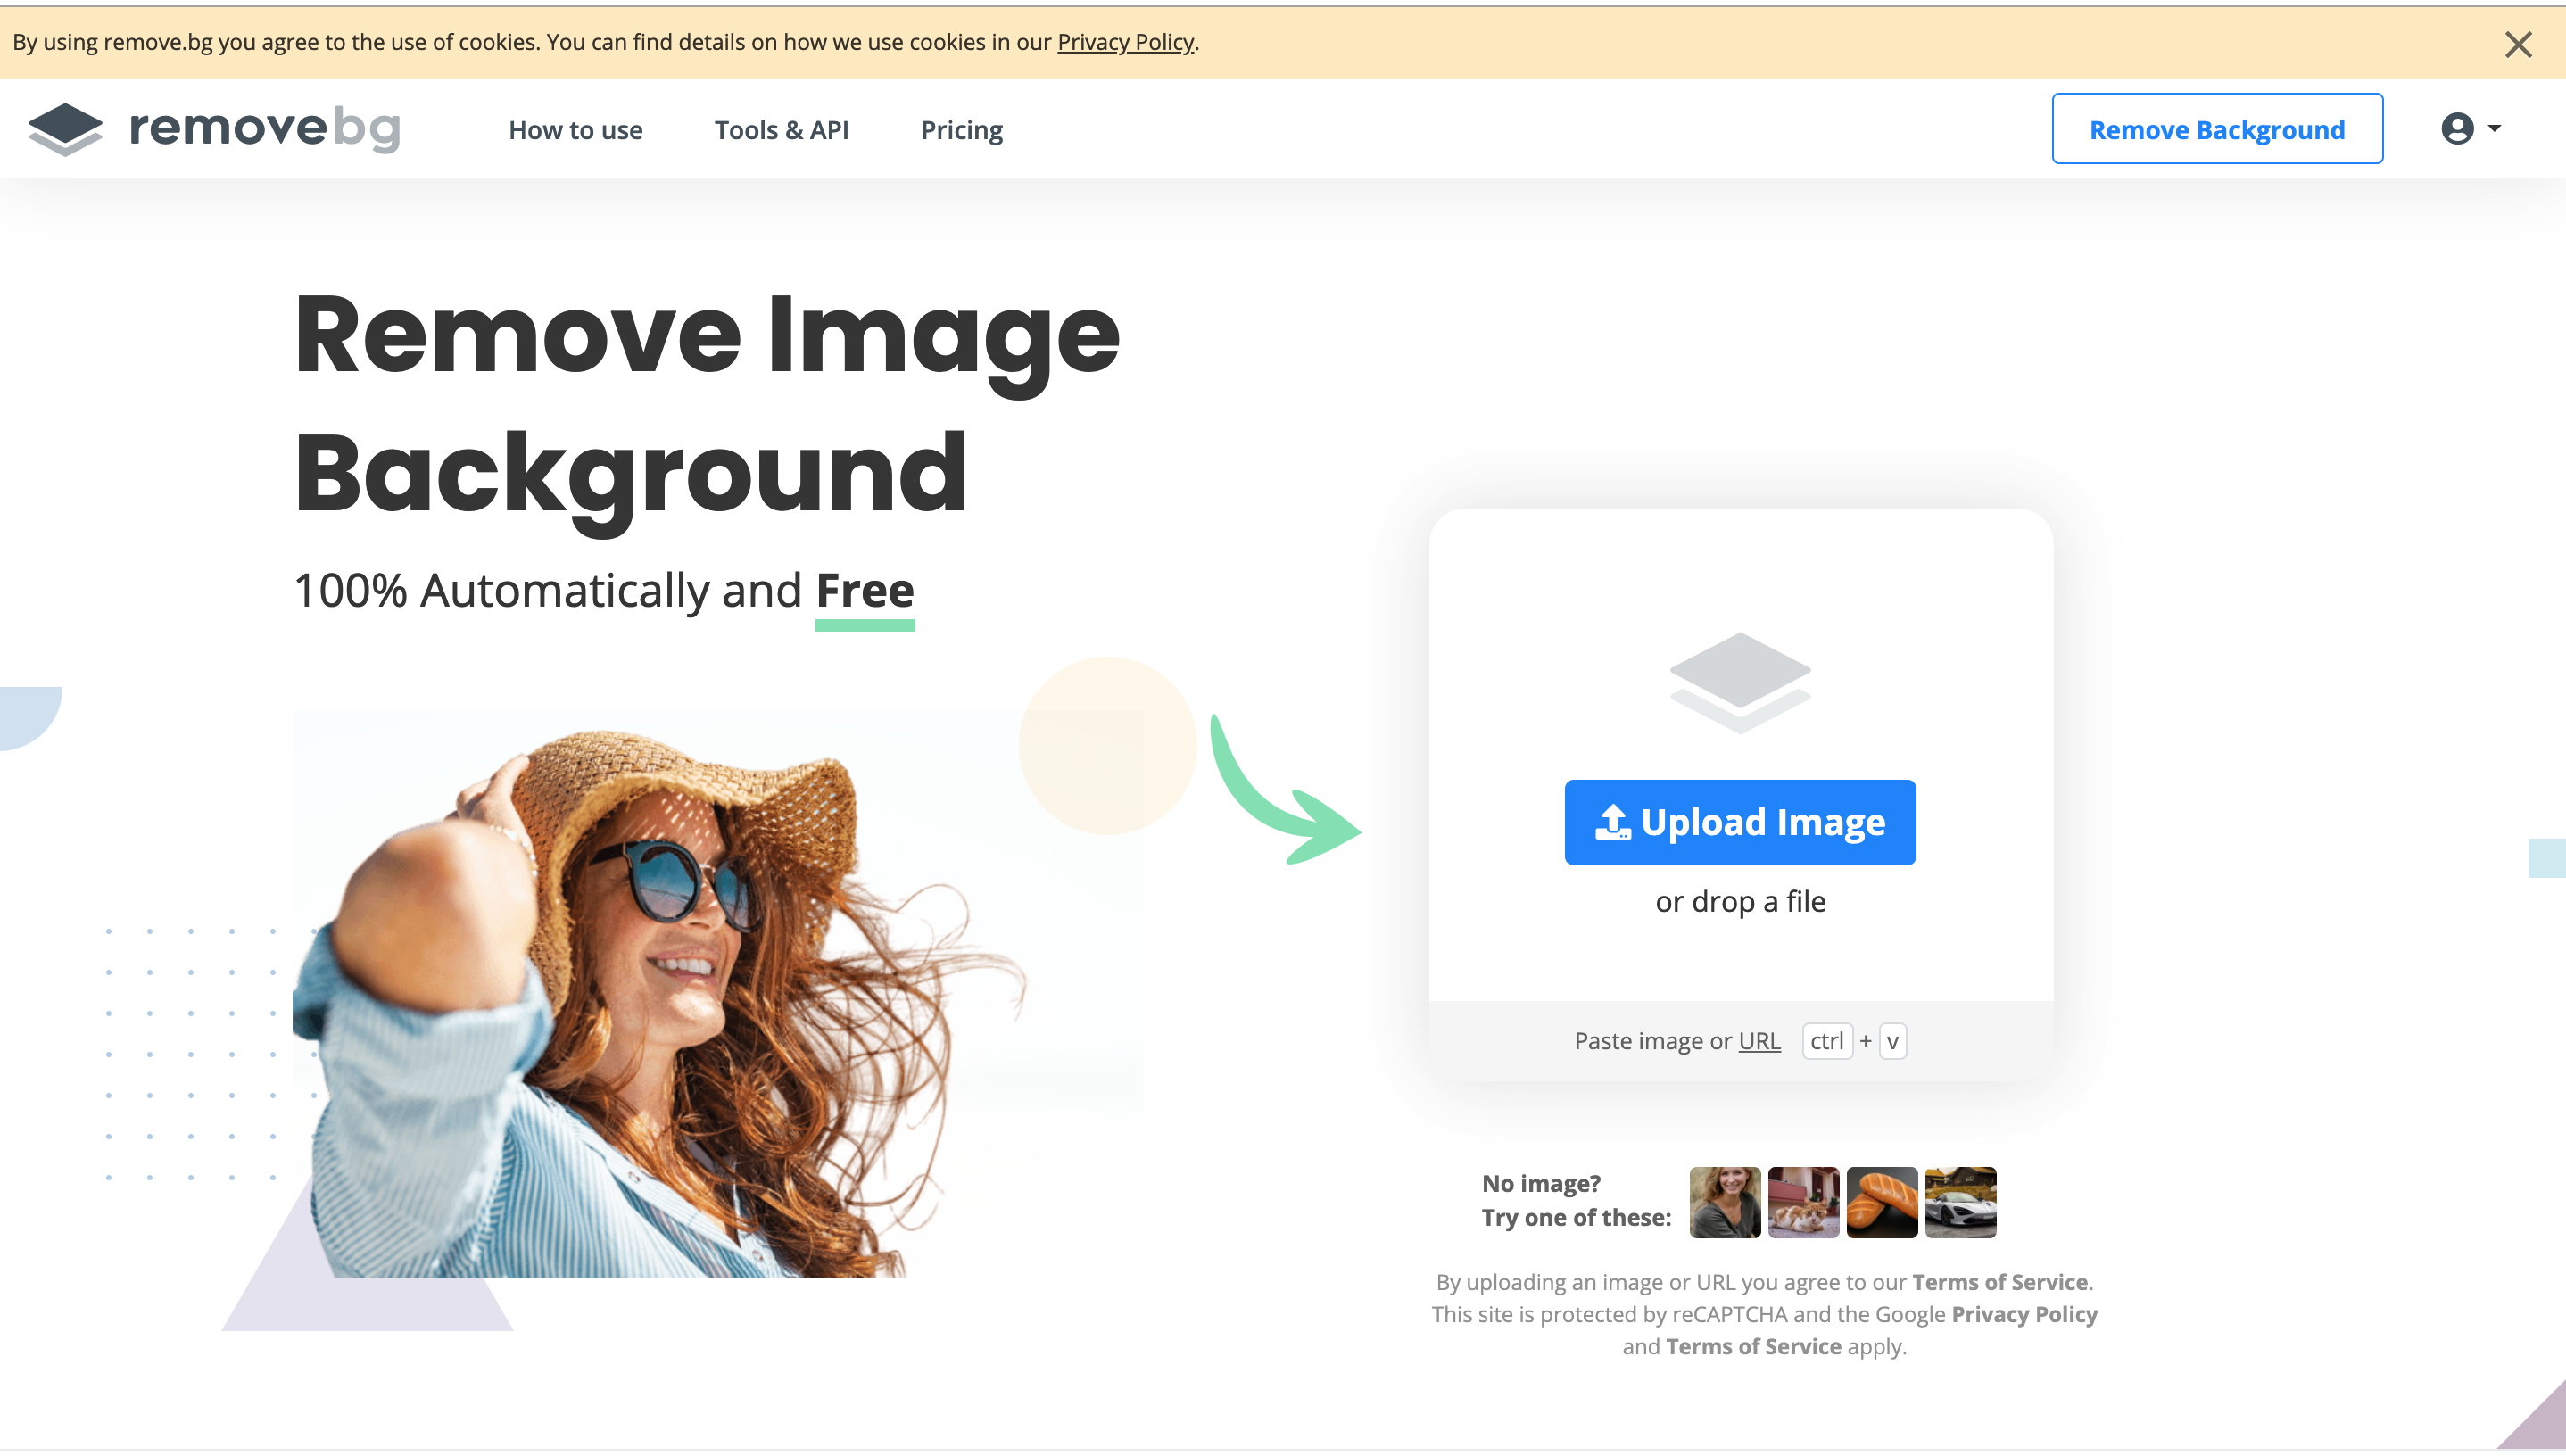 By using remove.bg you agree to the use of cookies. You can find details on how we use cookies in our Privacy Policy.
removebg
How to use
Tools & API
Pricing
Remove Background
Remove Image
Background
100% Automatically and Free
Upload Image
or drop a file
Paste image or URL ctrl + v
No image?
Try one of these:
By uploading an image or URL you agree to our Terms of Service.
This site is protected by reCAPTCHA and the Google Privacy Policy
and Terms of Service apply.